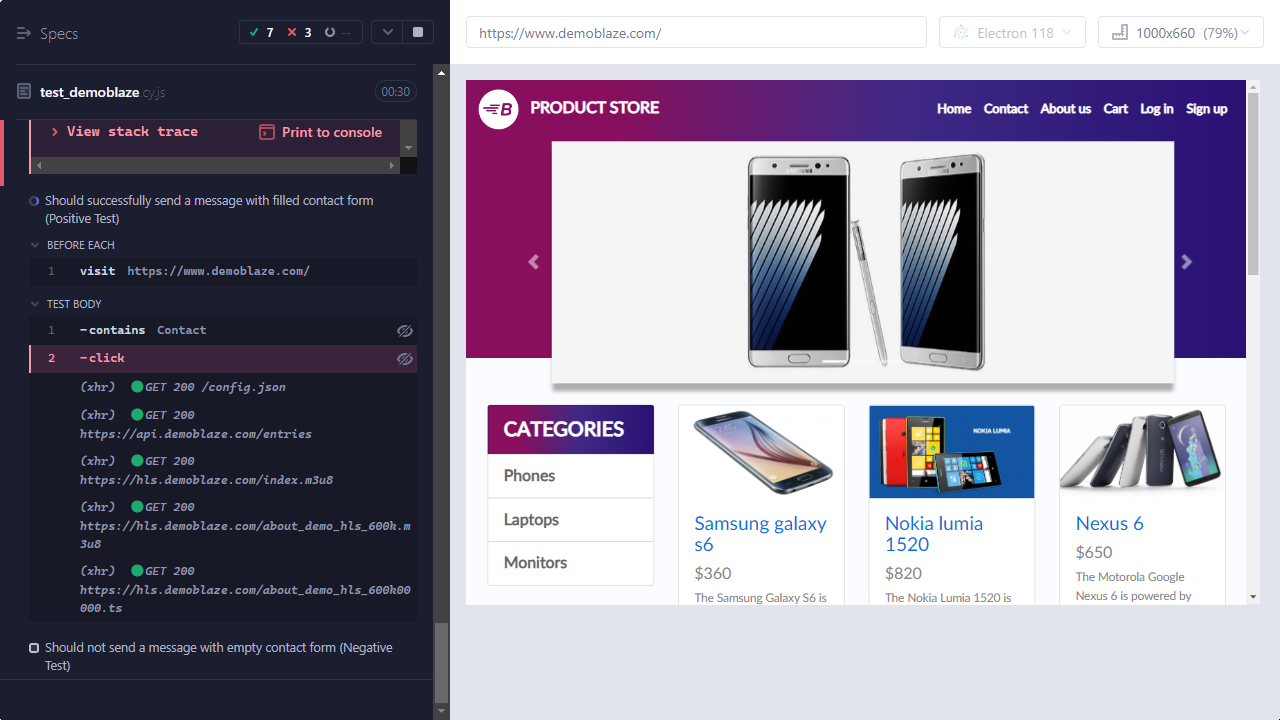 Specs
7
3
--
test_demoblaze.cy.js
00:30
View stack trace
Print to console
Should successfully send a message with filled contact form
(Positive Test)
BEFORE EACH
1 visit https://www.demoblaze.com/
TEST BODY
1 -contains Contact
2 -click
(xhr) GET 200 /config.json
(xhr) GET 200
https://api.demoblaze.com/entries
(xhr) GET 200
https://hls.demoblaze.com/index.m3u8
(xhr) GET 200
https://hls.demoblaze.com/about_demo_hls_600k.m
3u8
(xhr) GET 200
https://hls.demoblaze.com/about_demo_hls_600k00
000.ts
Should not send a message with empty contact form (Negative
Test)
https://www.demoblaze.com/
Electron 118
1000x660 (79%)
B
PRODUCT STORE
Home Contact About us Cart Log in Sign up
CATEGORIES
Phones
Laptops
Monitors
Samsung galaxy
s6
$360
The Samsung Galaxy S6 is
NOKIA LUMIA
Nokia lumia
1520
$820
The Nokia Lumia 1520 is
Nexus 6
$650
The Motorola Google
Nexus 6 is powered by